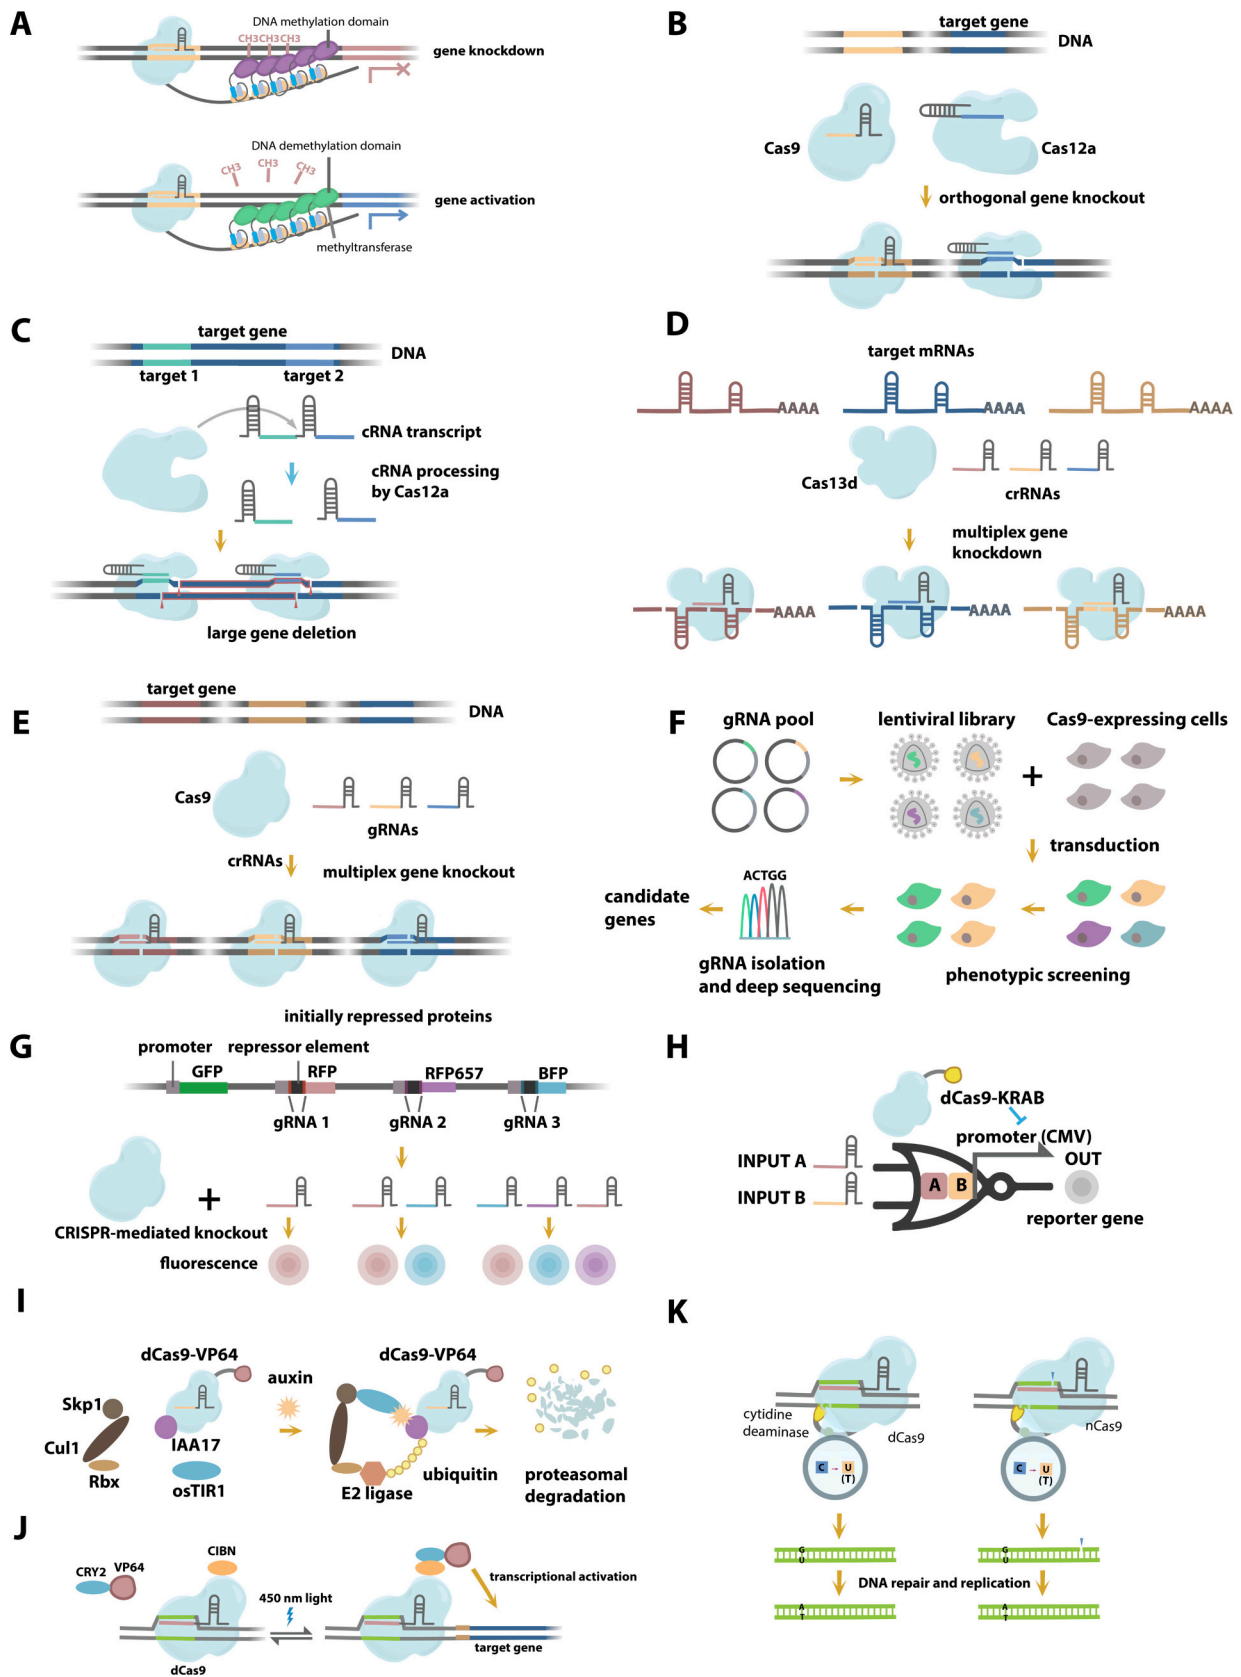 A
DNA methylation domain
CH3 CH3 CH3
gene knockdown
DNA demethylation domain
CH3 CH3 CH3
gene activation
methyltransferase
B
target gene
DNA
Cas9
Cas12a
orthogonal gene knockout
C
target gene
DNA
target 1
target 2
cRNA transcript
cRNA processing
by Cas12a
large gene deletion
D
target mRNAs
AAAA
AAAA
AAAA
Cas13d
crRNAs
multiplex gene
knockdown
AAAA
AAAA
AAAA
E
target gene
DNA
Cas9
gRNAs
crRNAs
multiplex gene knockout
F
gRNA pool
lentiviral library
Cas9-expressing cells
+
transduction
ACTGG
candidate
genes
gRNA isolation
and deep sequencing
phenotypic screening
G
initially repressed proteins
promoter
repressor element
GFP
RFP
RFP657
BFP
gRNA 1
gRNA 2
gRNA 3
+
CRISPR-mediated knockout
fluorescence
H
dCas9-KRAB
promoter (CMV)
INPUT A
INPUT B
A
B
OUT
reporter gene
I
dCas9-VP64
Skp1
Cul1
Rbx
IAA17
osTIR1
auxin
dCas9-VP64
E2 ligase
ubiquitin
proteasomal
degradation
J
CRY2
VP64
CIBN
dCas9
450 nm light
transcriptional activation
target gene
K
cytidine
deaminase
dCas9
nCas9
C
U
(T)
C
U
(T)
G
U
G
U
DNA repair and replication
A
T
A
T